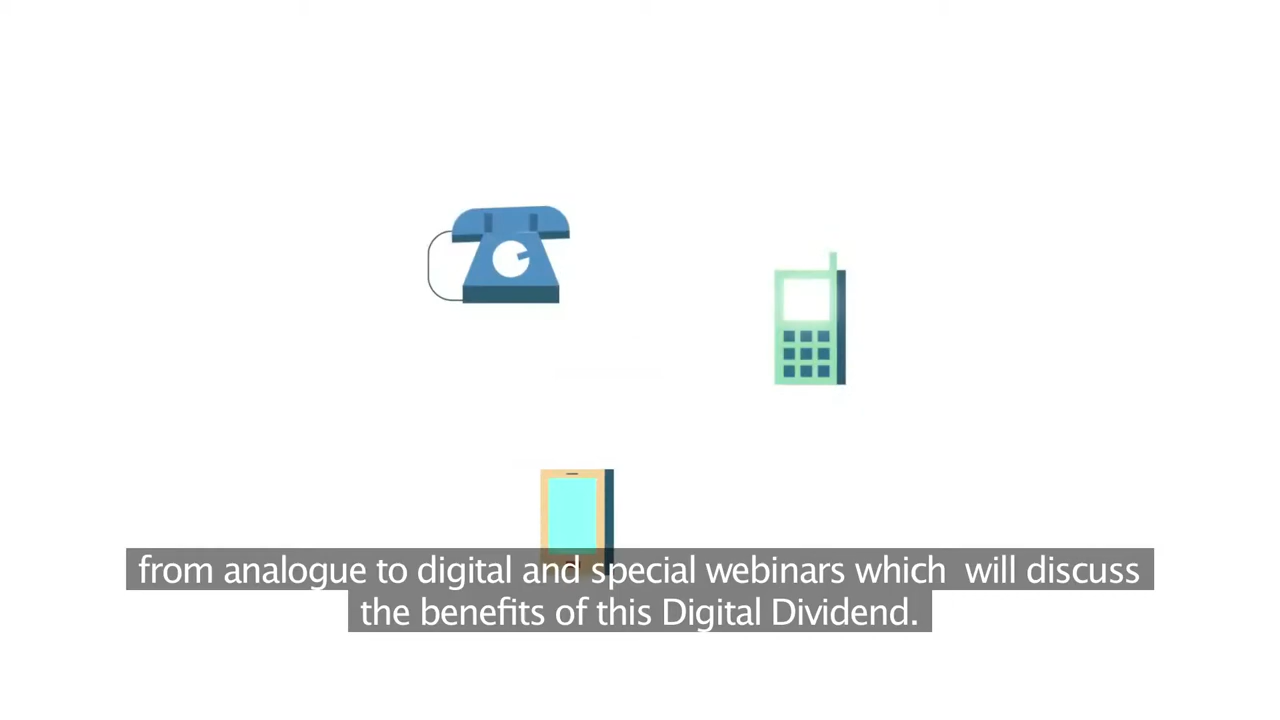 from analogue to digital and special webinars which  will discuss
the benefits of this Digital Dividend.